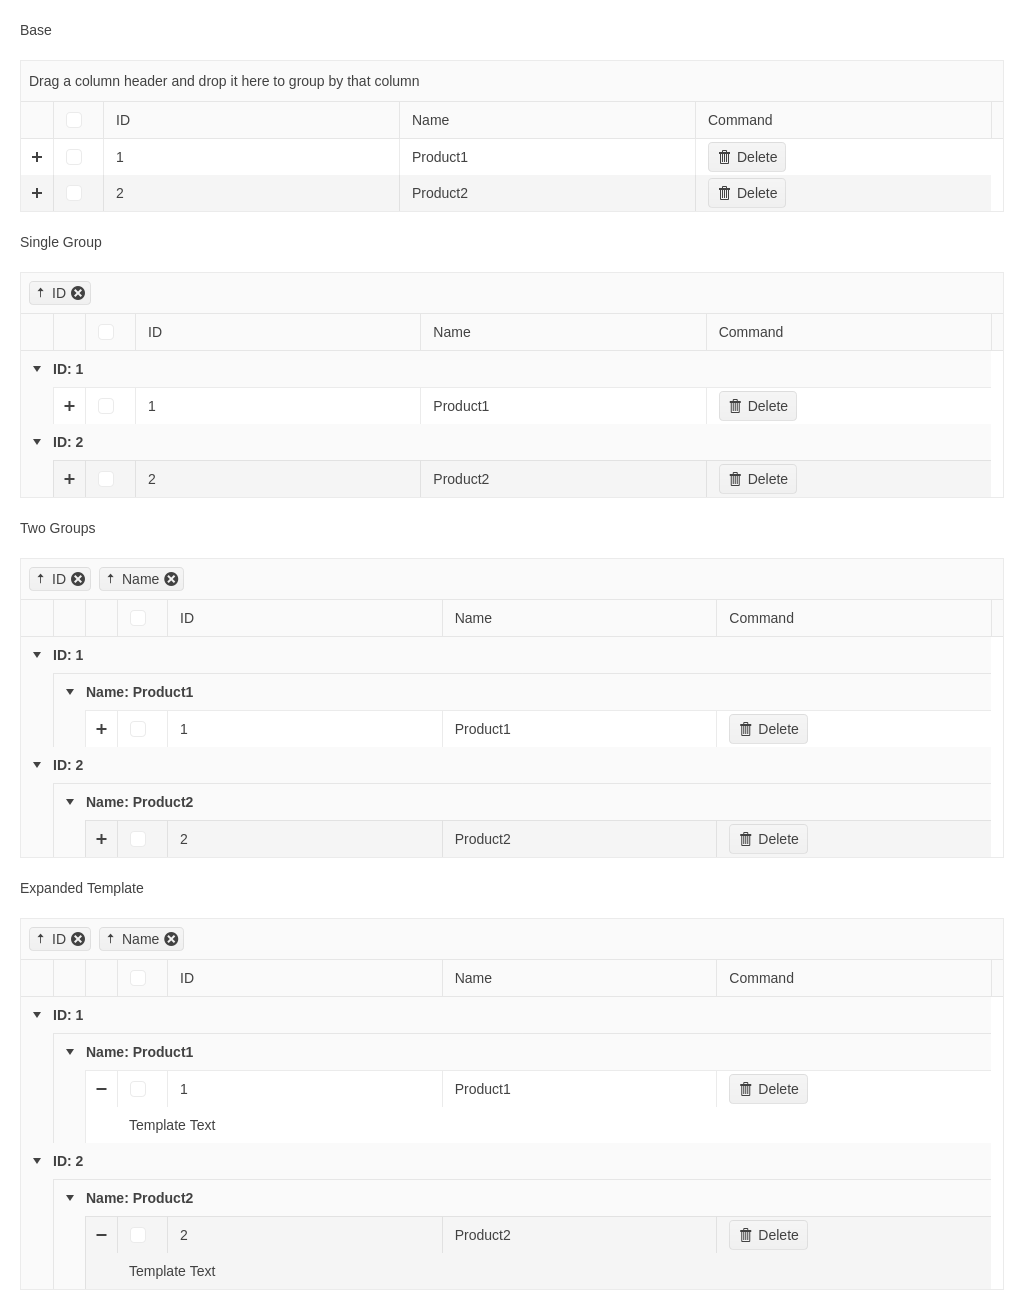 Base
Drag a column header and drop it here to group by that column
ID Name Command
1 Product1 Delete
2 Product2 Delete
Single Group
ID
ID Name Command
ID: 1
1 Product1 Delete
ID: 2
2 Product2 Delete
Two Groups
ID Name
ID Name Command
ID: 1
Name: Product1
1 Product1 Delete
ID: 2
Name: Product2
2 Product2 Delete
Expanded Template
ID Name
ID Name Command
ID: 1
Name: Product1
1 Product1 Delete
Template Text
ID: 2
Name: Product2
2 Product2 Delete
Template Text